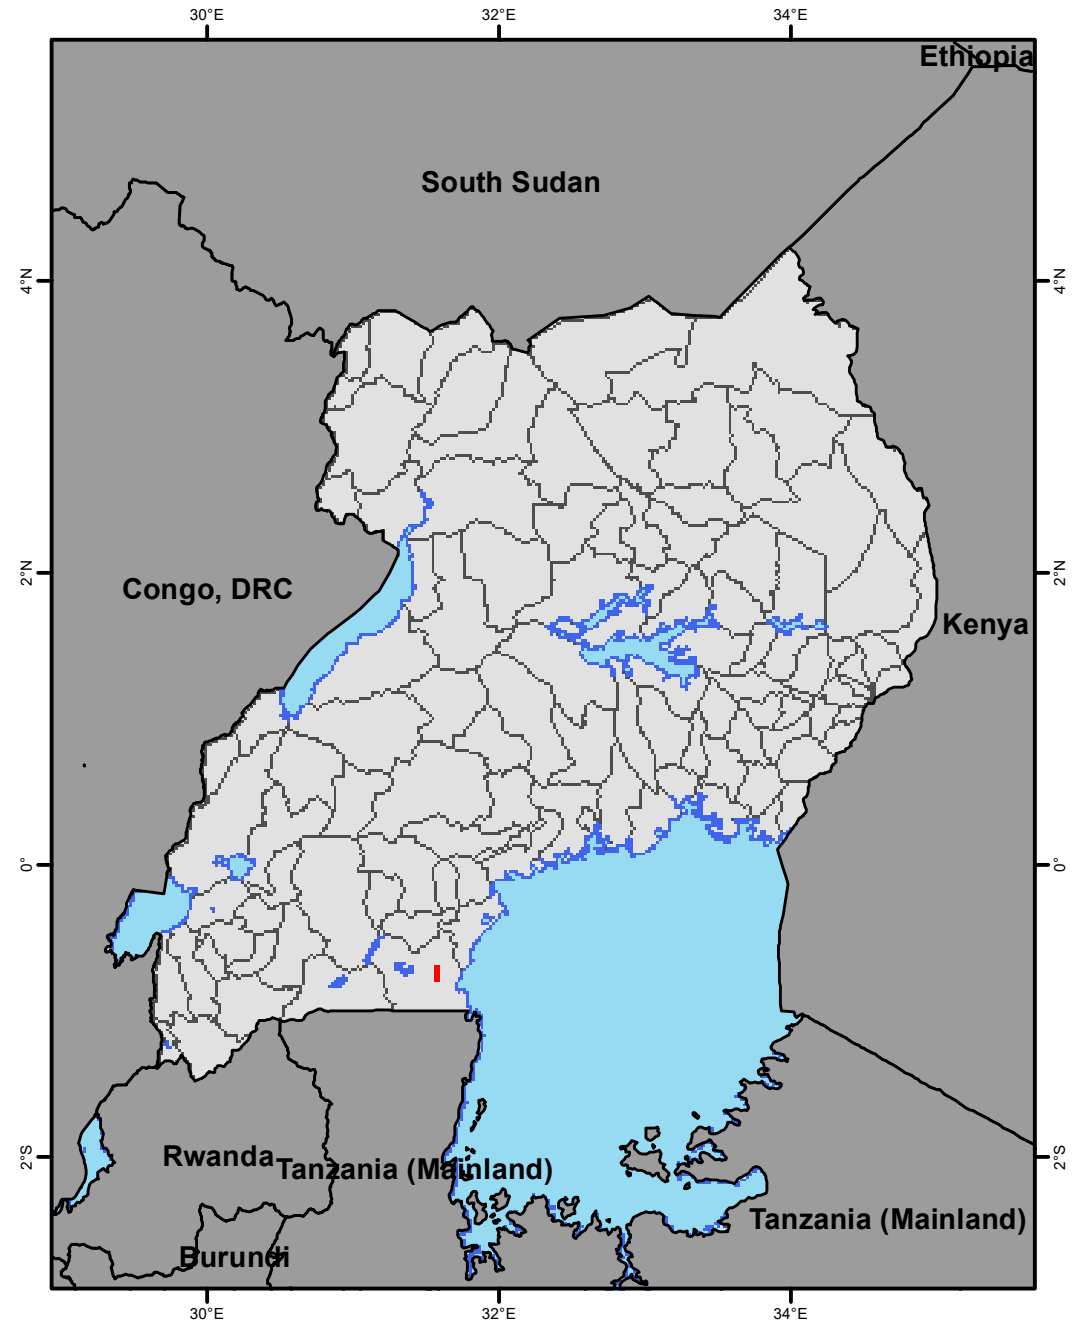 30°E
32°E
34°E
Ethiopia
South Sudan
4°N
4°N
2°N
2°N
Congo, DRC
Kenya
0°
0°
2°S
2°S
Rwanda
Tanzania (Mainland)
Tanzania (Mainland)
Burundi
30°E
32°E
34°E